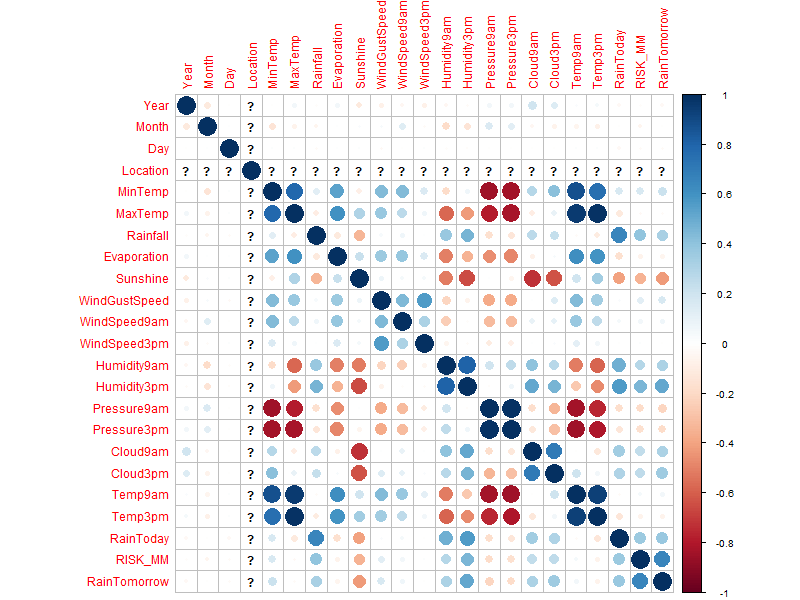 Year Month Day Location MinTemp MaxTemp Rainfall Evaporation Sunshine WindGustSpeed WindSpeed9am WindSpeed3pm Humidity9am Humidity3pm Pressure9am Pressure3pm Cloud9am Cloud3pm Temp9am Temp3pm RainToday RISK_MM RainTomorrow
Year ?
Month ?
Day ?
Location ? ? ? ? ? ? ? ? ? ? ? ? ? ? ? ? ? ? ? ? ? ?
MinTemp ?
MaxTemp ?
Rainfall ?
Evaporation ?
Sunshine ?
WindGustSpeed ?
WindSpeed9am ?
WindSpeed3pm ?
Humidity9am ?
Humidity3pm ?
Pressure9am ?
Pressure3pm ?
Cloud9am ?
Cloud3pm ?
Temp9am ?
Temp3pm ?
RainToday ?
RISK_MM ?
RainTomorrow ?
1
0.8
0.6
0.4
0.2
0
-0.2
-0.4
-0.6
-0.8
-1